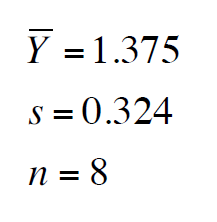 Y̅ = 1.375
s = 0.324
n = 8